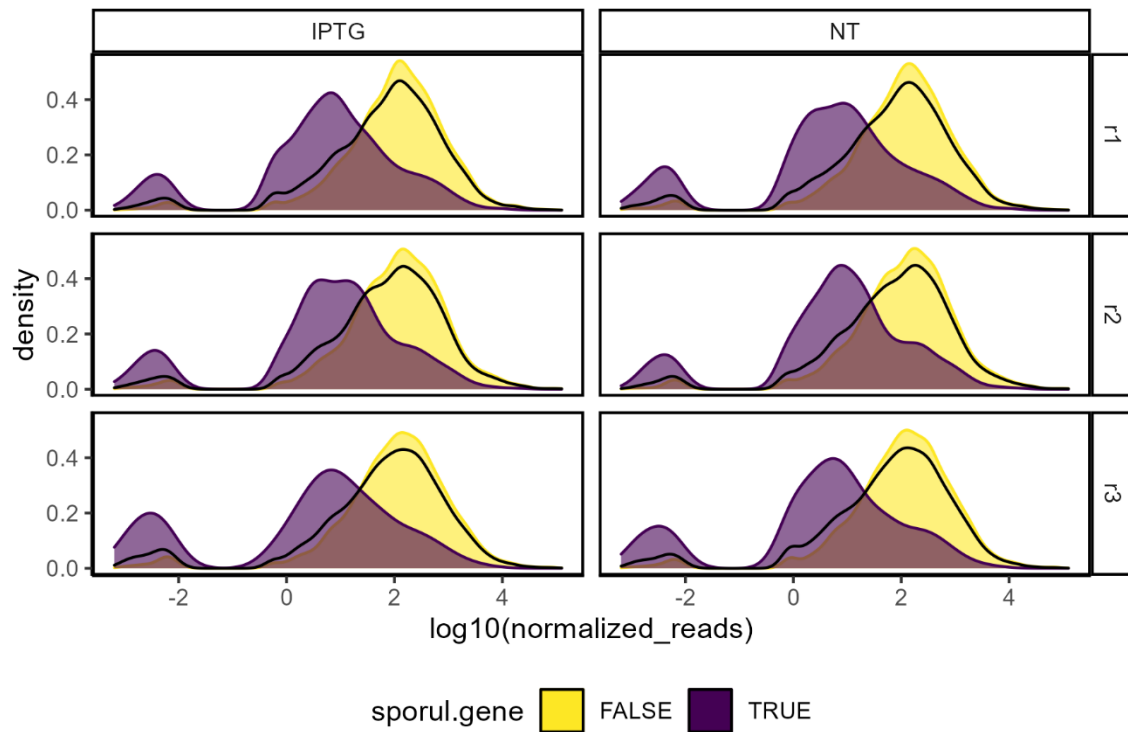 IPTG NT
0.4
0.2
0.0
r1
density
0.4
0.2
0.0
r2
0.4
0.2
0.0
r3
-2 0 2 4 -2 0 2 4
log10(normalized_reads)
sporul.gene FALSE TRUE